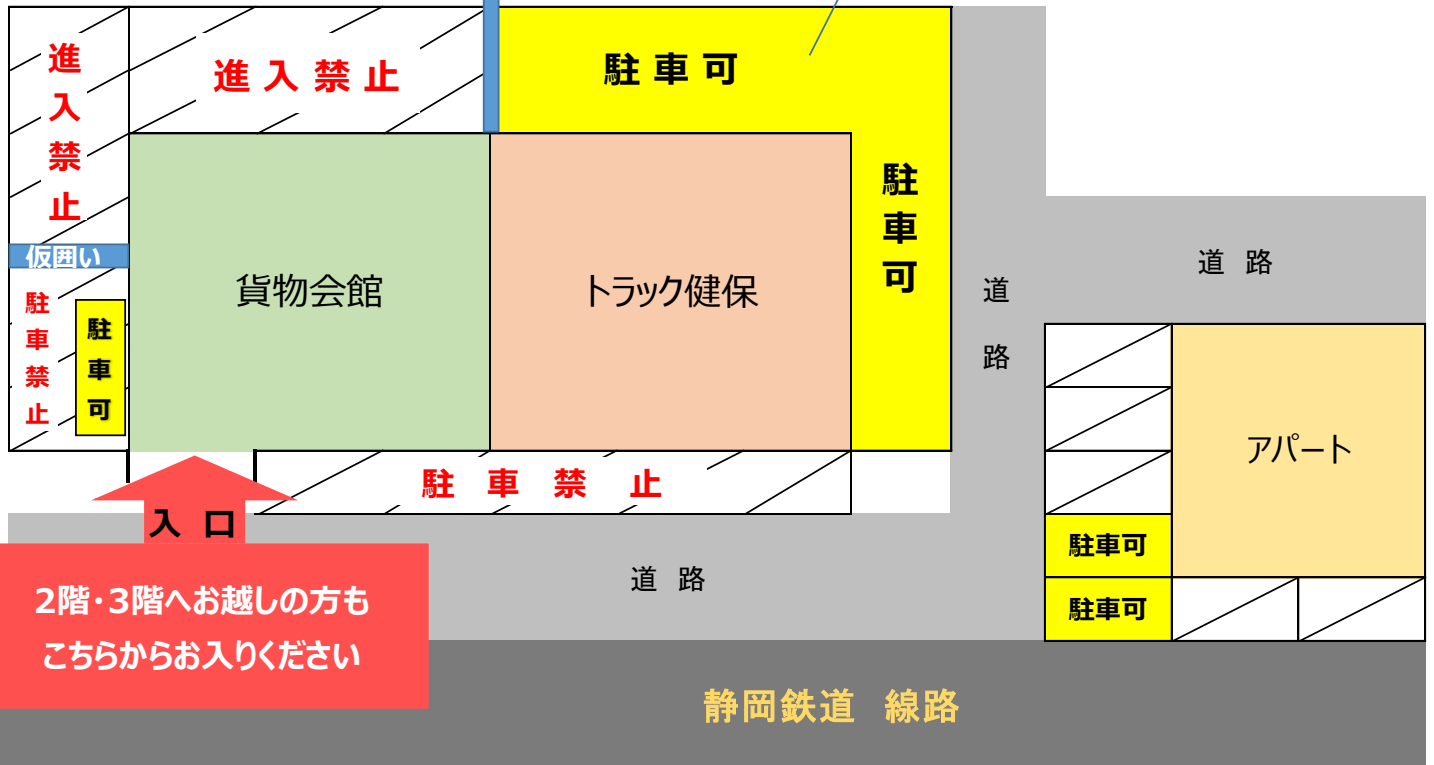 進入禁止
進入禁止
駐車可
駐車可
仮囲い
駐車禁止
駐車可
貨物会館
トラック健保
道路
道路
アパート
駐車禁止
入口
駐車可
駐車可
道路
2階・3階へお越しの方も
こちらからお入りください
静岡鉄道 線路